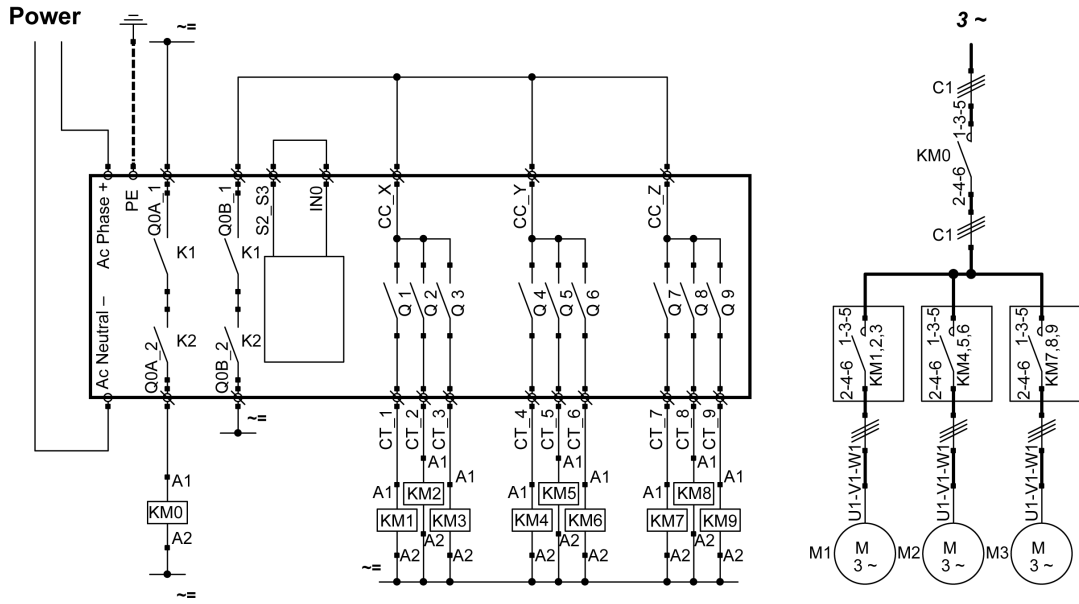 Power
~=
3 ~
C1
1-3-5
KM0
2-4-6
C1
Ac Phase +
PE
Q0A_1
Q0B_1
S2_S3
IN0
CC_X
CC_Y
CC_Z
K1
K1
Ac Neutral –
K2
K2
Q0A_2
Q0B_2
Q 1
Q 2
Q 3
Q 4
Q 5
Q 6
Q 7
Q 8
Q 9
~=
CT_1
CT_2
CT_3
CT_4
CT_5
CT_6
CT_7
CT_8
CT_9
A1
KM0
A2
~=
A1
A1
A1
KM1
KM2
KM3
A2
A2
A2
A1
A1
A1
KM4
KM5
KM6
A2
A2
A2
A1
A1
A1
KM7
KM8
KM9
A2
A2
A2
~=
1-3-5
2-4-6
KM1,2,3
1-3-5
2-4-6
KM4,5,6
1-3-5
2-4-6
KM7,8,9
U1-V1-W1
U1-V1-W1
U1-V1-W1
M1
M
3 ~
M2
M
3 ~
M3
M
3 ~